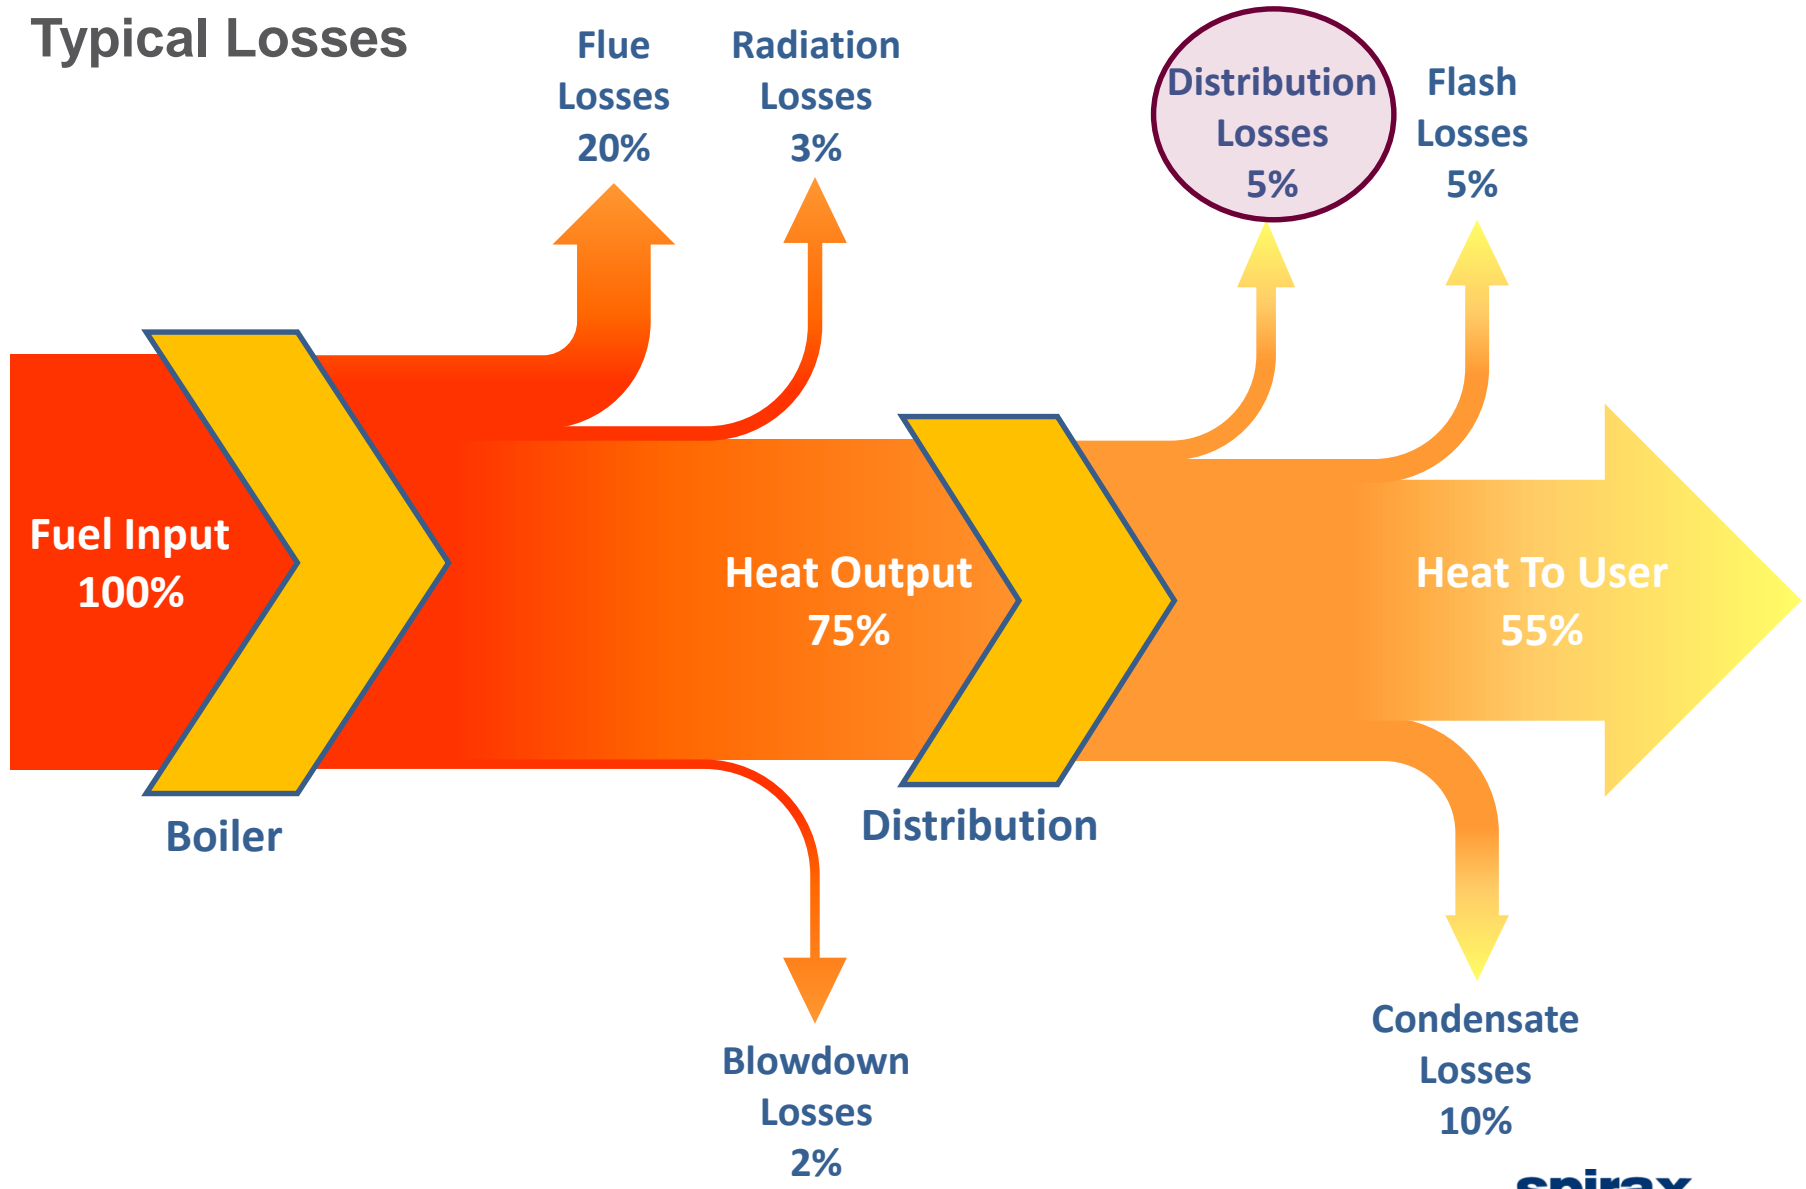 Typical Losses
Flue
Losses
20%
Radiation
Losses
3%
Distribution
Losses
5%
Flash
Losses
5%
Fuel Input
100%
Heat Output
75%
Heat To User
55%
Boiler
Distribution
Blowdown
Losses
2%
Condensate
Losses
10%
spirax